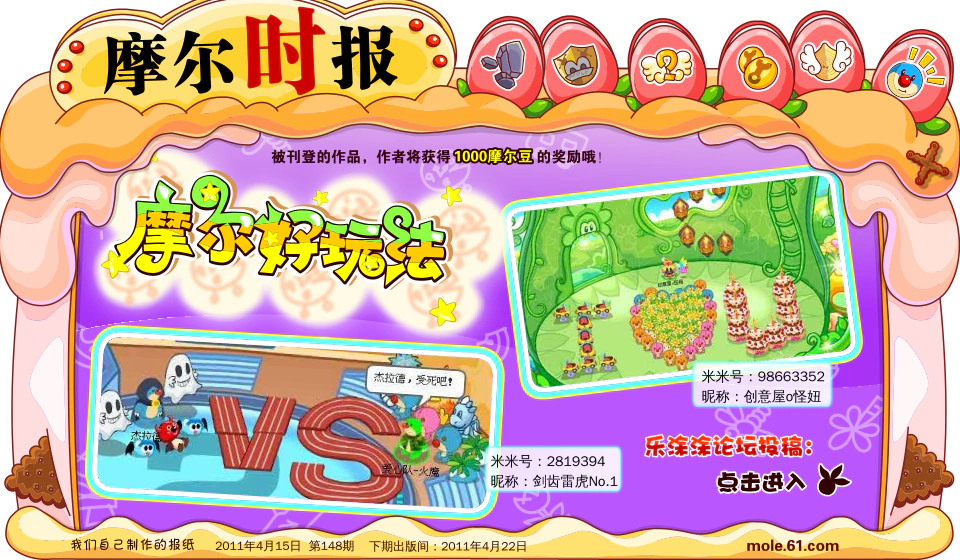 摩尔时报
被刊登的作品，作者将获得1000摩尔豆的奖励哦！
摩尔好玩法
米米号：98663352
昵称：创意屋o怪妞
杰拉德，受死吧！
VS
爱心队-火魔
米米号：2819394
昵称：剑齿雷虎No.1
乐涂涂论坛投稿：
点击进入
我们自己制作的报纸 2011年4月15日 第148期 下期出版间：2011年4月22日
mole.61.com